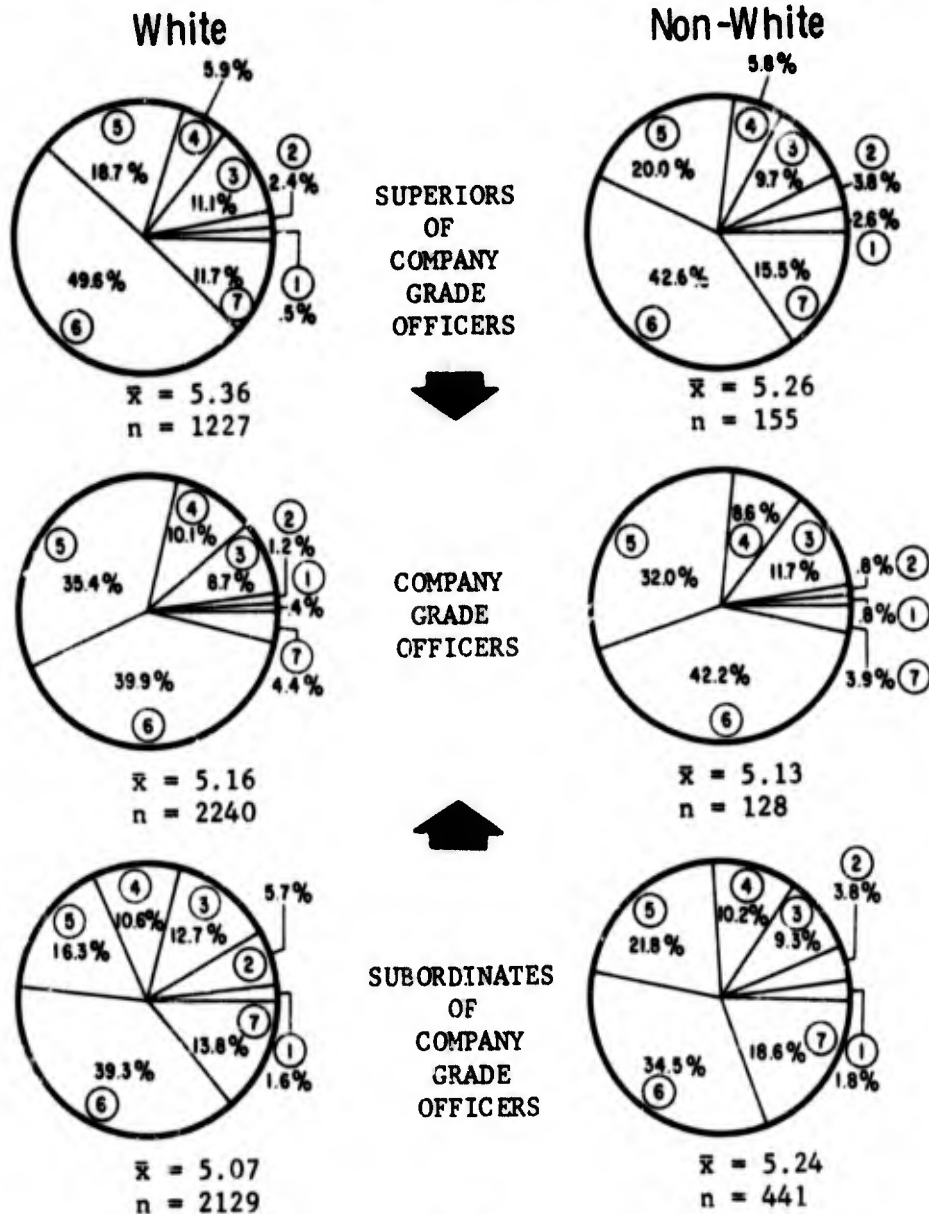 White
Non-White
5.9%
5
18.7%
4
3
11.1%
2
2.4%
49.6%
6
11.7%
7
1
.5%
x̄ = 5.36
n = 1227
SUPERIORS
OF
COMPANY
GRADE
OFFICERS
5.8%
5
20.0%
4
3
9.7%
2
3.8%
2.6%
1
42.6%
6
15.5%
7
x̄ = 5.26
n = 155
5
35.4%
4
10.1%
3
8.7%
2
1.2%
1
.4%
7
4.4%
39.9%
6
x̄ = 5.16
n = 2240
COMPANY
GRADE
OFFICERS
5
32.0%
8.6%
4
3
11.7%
.8% 2
.8% 1
3.9% 7
42.2%
6
x̄ = 5.13
n = 128
5
16.3%
4
10.6%
3
12.7%
5.7%
2
7
13.8%
1
1.6%
39.3%
6
x̄ = 5.07
n = 2129
SUBORDINATES
OF
COMPANY
GRADE
OFFICERS
5
21.8%
4
10.2%
3
9.3%
2
3.8%
34.5%
6
18.6% 7
1
1.8%
x̄ = 5.24
n = 441